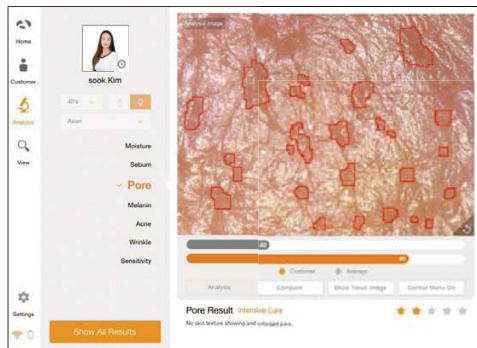 Home
Customer
Analysis
View
Settings
sook Kim
40's
Asian
Moisture
Sebum
Pore
Melanin
Acne
Wrinkle
Sensitivity
Show All Results
Analysis Image
Customer
Average
Analysis
Compare
Show Taken Image
Control Menu On
Pore Result Intensive Care
No skin texture showing and enlarged pore.